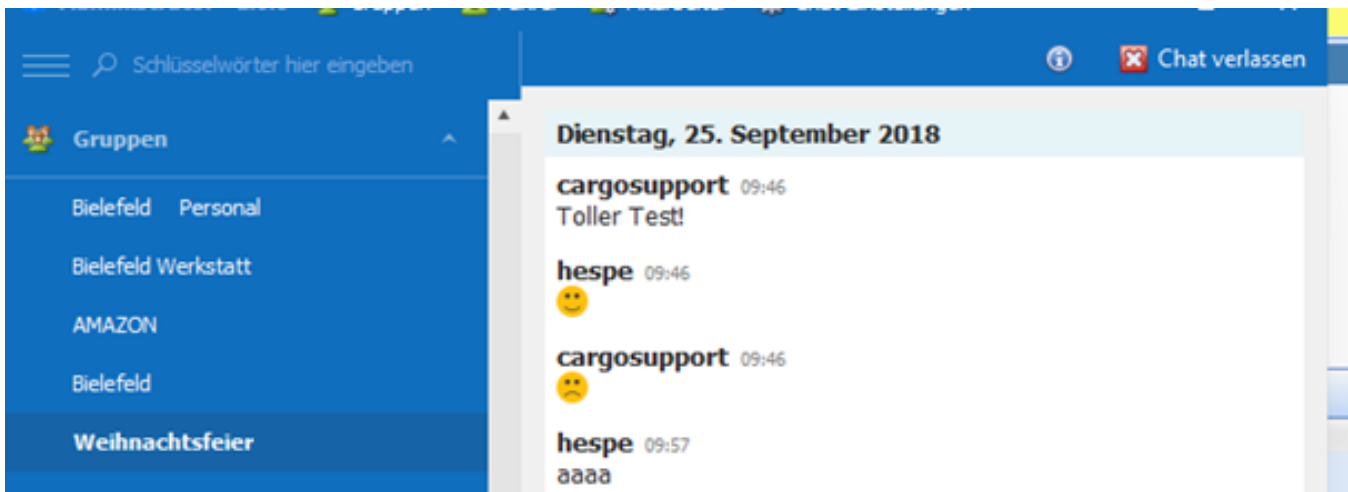 Schlüsselwörter hier eingeben
Chat verlassen
Gruppen
Bielefeld Personal
Bielefeld Werkstatt
AMAZON
Bielefeld
Weihnachtsfeier
Dienstag, 25. September 2018
cargosupport 09:46
Toller Test!
hespe 09:46
cargosupport 09:46
hespe 09:57
aaaa